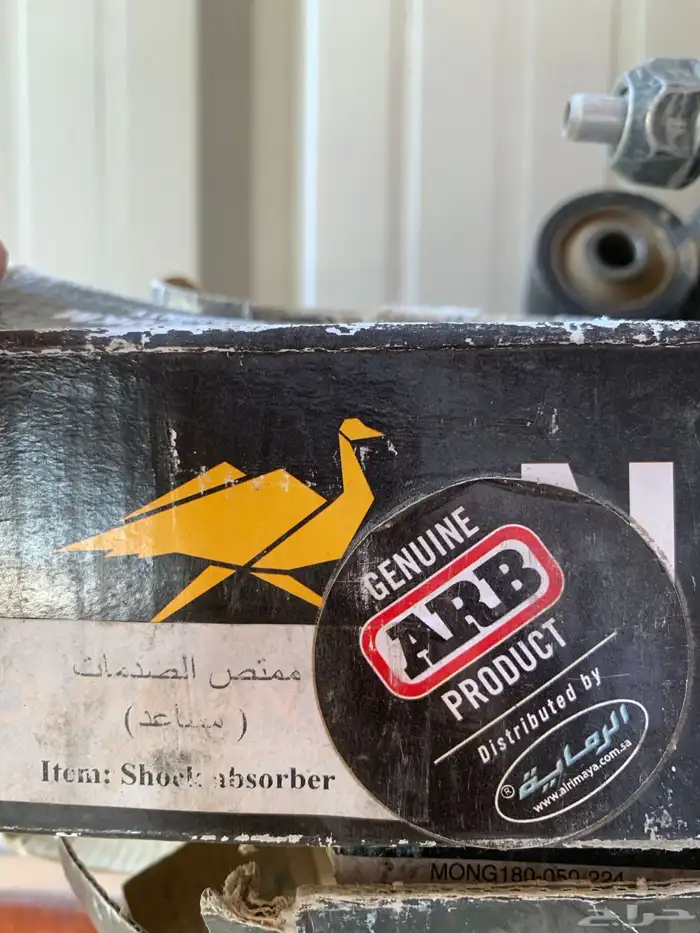 GENUINE
ARB
PRODUCT
Distributed by
الرماية
®
www.alrimaya.com.sa
ممتص الصدمات
( مساعد )
Item: Shock absorber
MONG180-050-224
حراج